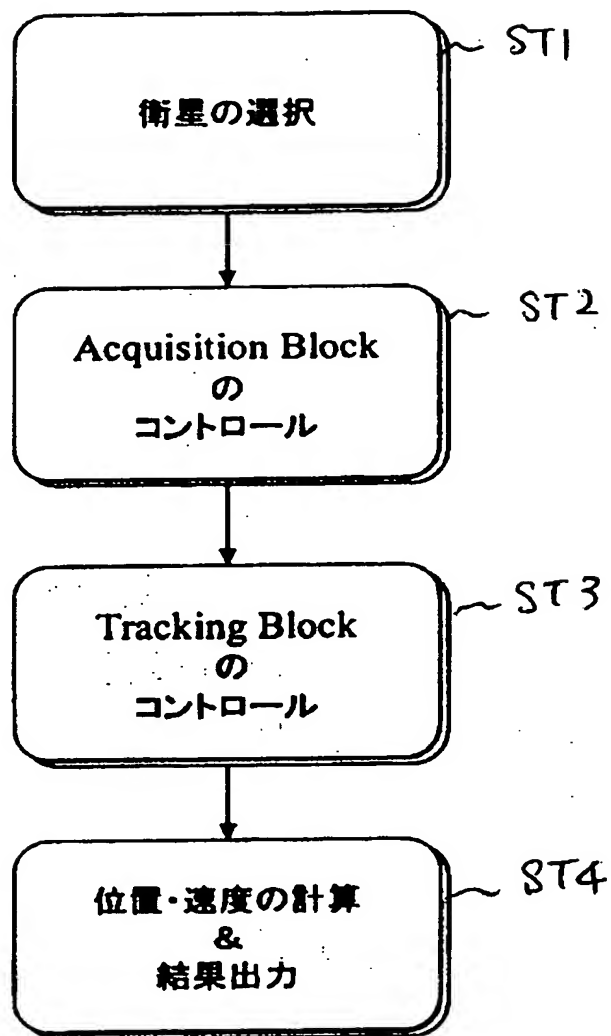 ST1
衛星の選択
ST2
Acquisition Block
の
コントロール
ST3
Tracking Block
の
コントロール
ST4
位置・速度の計算
&
結果出力